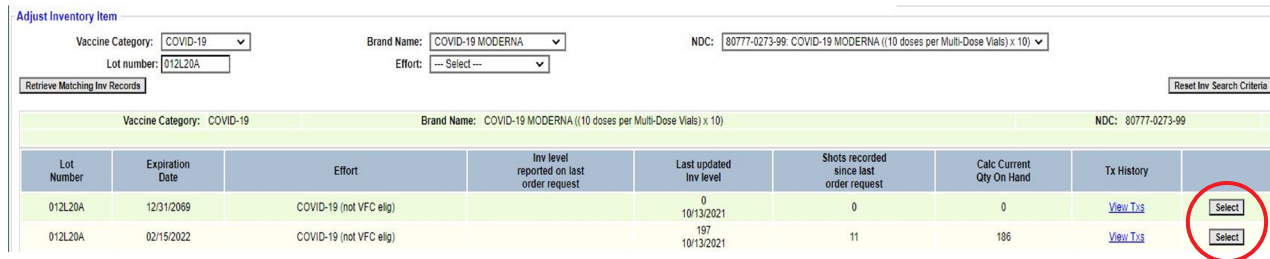 Adjust Inventory Item
Vaccine Category: COVID-19 Brand Name: COVID-19 MODERNA NDC: 80777-0273-99: COVID-19 MODERNA ((10 doses per Multi-Dose Vials) x 10)
Lot number: 012L20A Effort: --- Select ---
Retrieve Matching Inv Records Reset Inv Search Criteria
Vaccine Category: COVID-19 Brand Name: COVID-19 MODERNA ((10 doses per Multi-Dose Vials) x 10) NDC: 80777-0273-99
Lot Number Expiration Date Effort Inv level reported on last order request Last updated Inv level Shots recorded since last order request Calc Current Qty On Hand Tx History
012L20A 12/31/2069 COVID-19 (not VFC elig) 0 10/13/2021 0 0 View Txs Select
012L20A 02/15/2022 COVID-19 (not VFC elig) 197 10/13/2021 11 186 View Txs Select